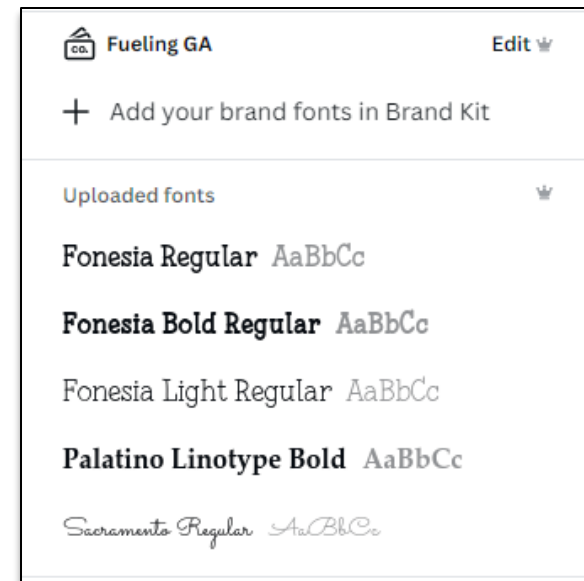 CO. Fueling GA Edit
+ Add your brand fonts in Brand Kit
Uploaded fonts
Fonesia Regular AaBbCc
Fonesia Bold Regular AaBbCc
Fonesia Light Regular AaBbCc
Palatino Linotype Bold AaBbCc
Sacramento Regular AaBbCc